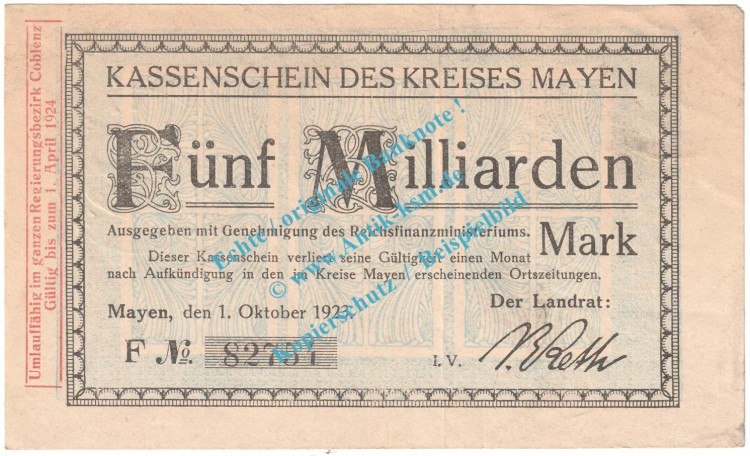 Umlauffähig im ganzen Regierungsbezirk Coblenz
Gültig bis zum 1. April 1924
KASSENSCHEIN DES KREISES MAYEN
Fünf Milliarden
Mark
Ausgegeben mit Genehmigung des Reichsfinanzministeriums.
Dieser Kassenschein verliert seine Gültigkeit einen Monat
nach Aufkündigung in den im Kreise Mayen erscheinenden Ortszeitungen.
Mayen, den 1. Oktober 1923.
Der Landrat:
F No.
I. V.
Echte / originale Banknote !
© www.Antik-ksm.de
Kopierschutz / Beispielbild